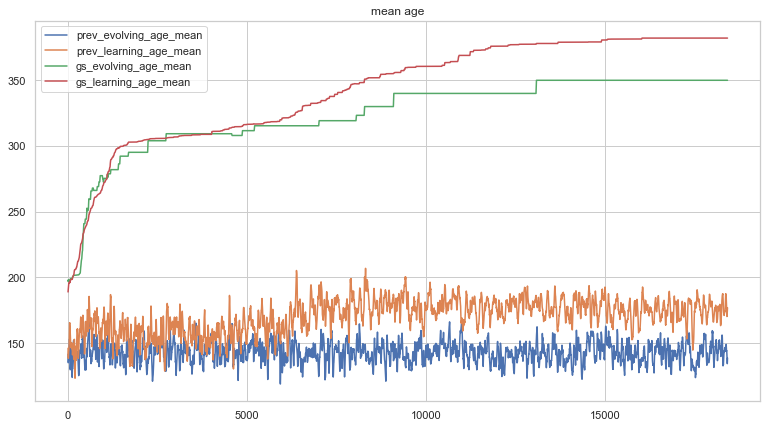 mean age
prev_evolving_age_mean
prev_learning_age_mean
gs_evolving_age_mean
gs_learning_age_mean
350
300
250
200
150
0 5000 10000 15000